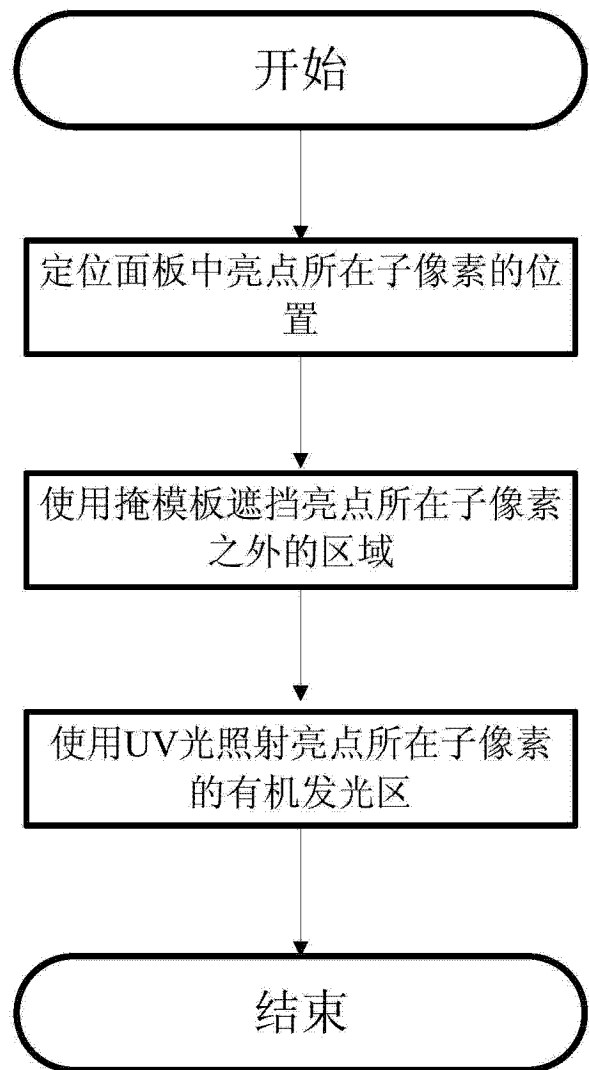 开始
定位面板中亮点所在子像素的位
置
使用掩模板遮挡亮点所在子像素
之外的区域
使用UV光照射亮点所在子像素
的有机发光区
结束